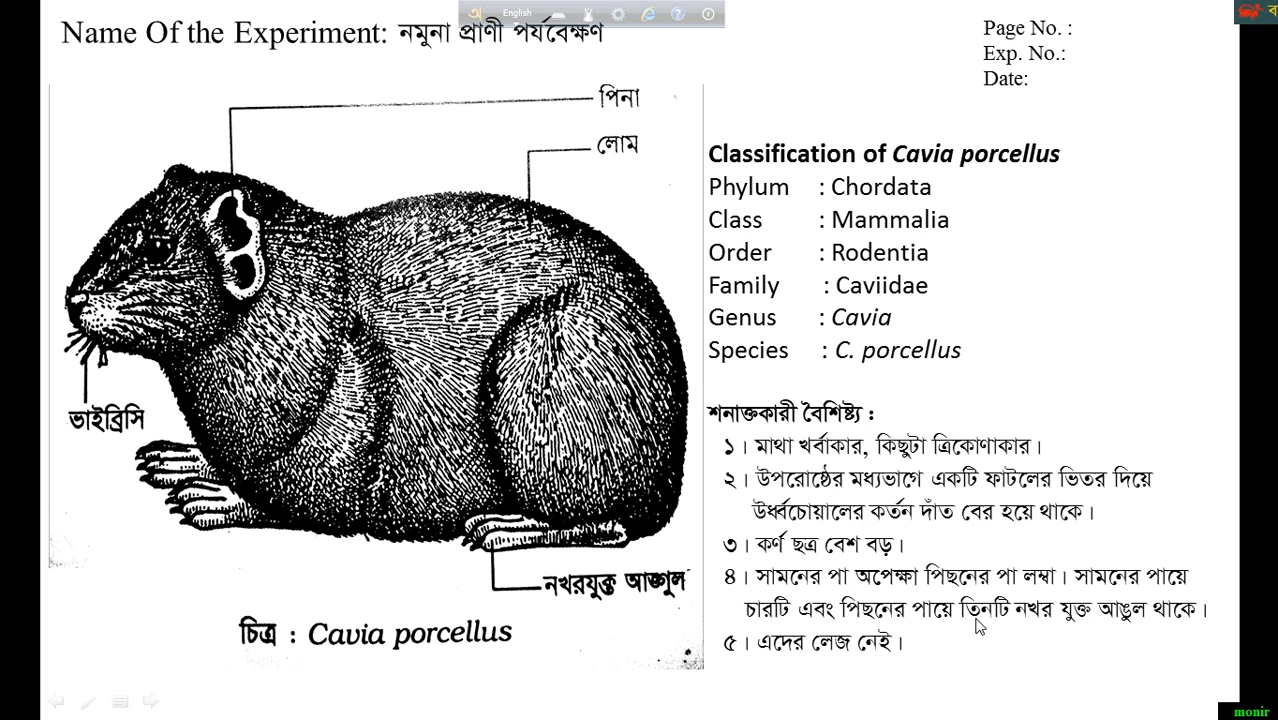 English
Name Of the Experiment: নমুনা প্রাণী পর্যবেক্ষণ
Page No. :
Exp. No.:
Date:
পিনা
লোম
Classification of Cavia porcellus
Phylum : Chordata
Class : Mammalia
Order : Rodentia
Family : Caviidae
Genus : Cavia
Species : C. porcellus
ভাইব্রিসি
নখরযুক্ত আঙ্গুল
চিত্র : Cavia porcellus
শনাক্তকারী বৈশিষ্ট্য :
১। মাথা খর্বাকার, কিছুটা ত্রিকোণাকার।
২। উপরোষ্ঠের মধ্যভাগে একটি ফাটলের ভিতর দিয়ে
উর্ধ্বচোয়ালের কর্তন দাঁত বের হয়ে থাকে।
৩। কর্ণ ছত্র বেশ বড়।
৪। সামনের পা অপেক্ষা পিছনের পা লম্বা। সামনের পায়ে
চারটি এবং পিছনের পায়ে তিনটি নখর যুক্ত আঙুল থাকে।
৫। এদের লেজ নেই।
monir